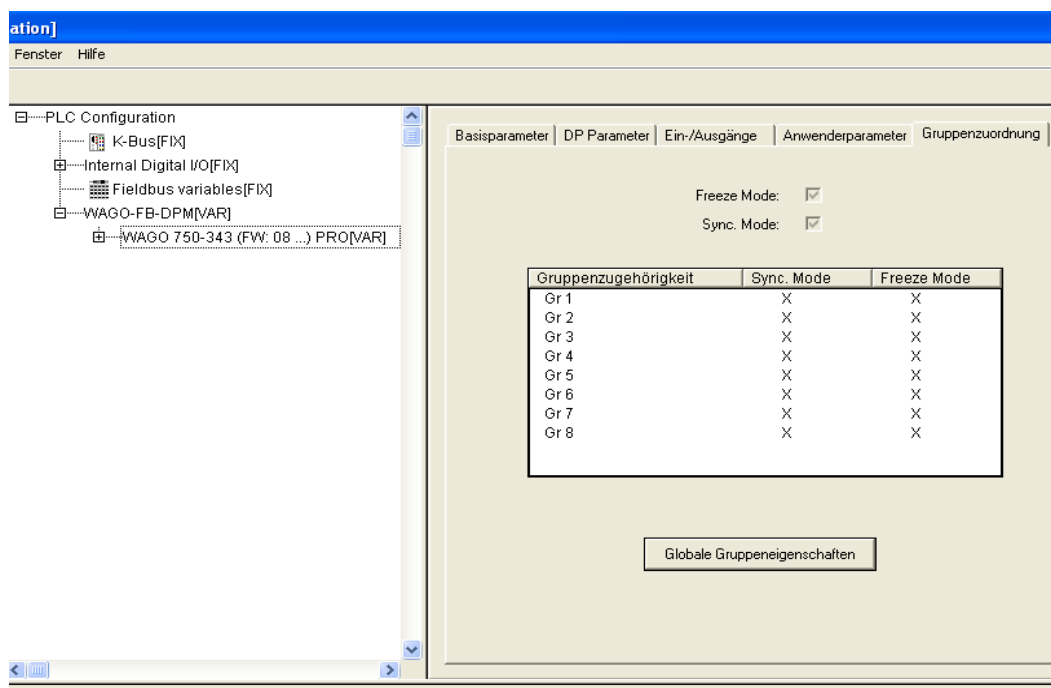 ation]
Fenster Hilfe
PLC Configuration
K-Bus[FIX]
Internal Digital I/O[FIX]
Fieldbus variables[FIX]
WAGO-FB-DPM[VAR]
WAGO 750-343 (FW: 08 ...) PRO[VAR]
Basisparameter DP Parameter Ein-/Ausgänge Anwenderparameter Gruppenzuordnung
Freeze Mode:
Sync. Mode:
Gruppenzugehörigkeit Sync. Mode Freeze Mode
Gr 1 X X
Gr 2 X X
Gr 3 X X
Gr 4 X X
Gr 5 X X
Gr 6 X X
Gr 7 X X
Gr 8 X X
Globale Gruppeneigenschaften